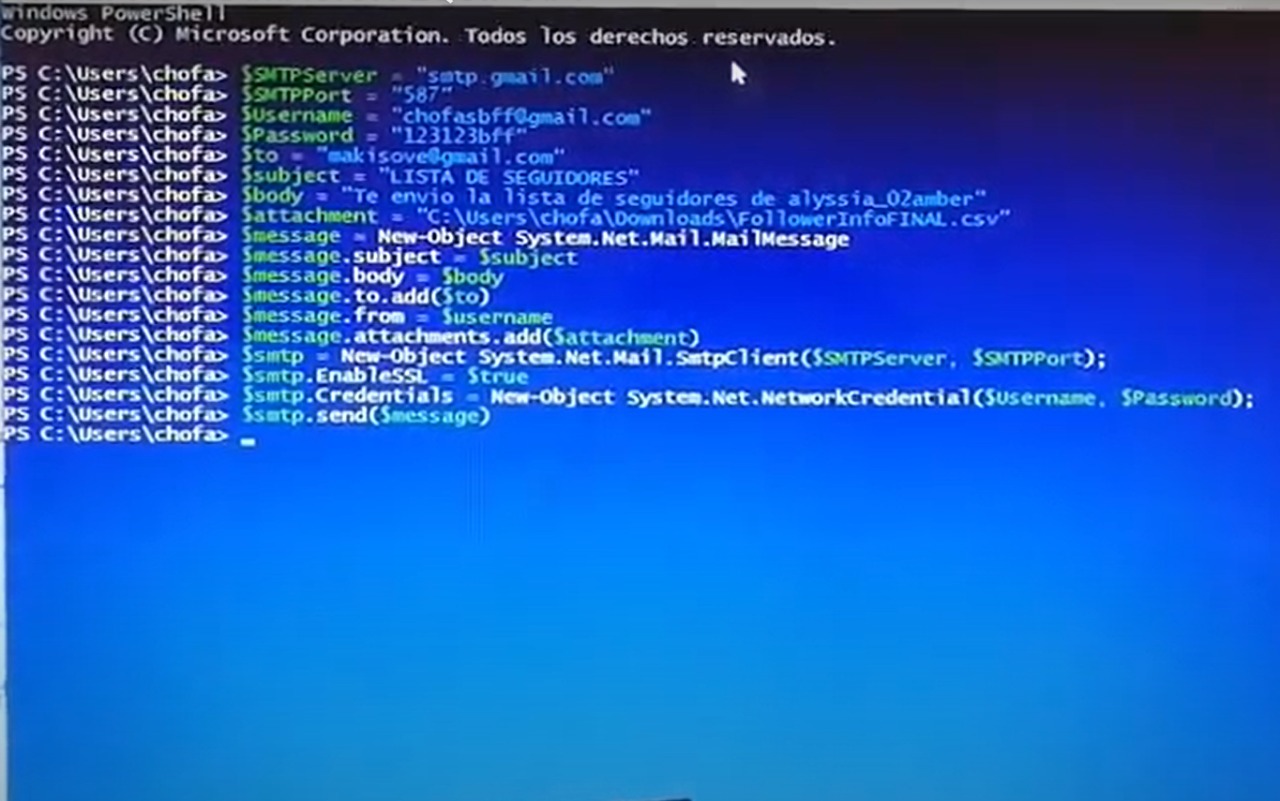 Windows PowerShell
Copyright (C) Microsoft Corporation. Todos los derechos reservados.
PS C:\Users\chofa> $SMTPServer = "smtp.gmail.com"
PS C:\Users\chofa> $SMTPPort = "587"
PS C:\Users\chofa> $Username = "chofasbff@gmail.com"
PS C:\Users\chofa> $Password = "123123bff"
PS C:\Users\chofa> $to = "makisove@gmail.com"
PS C:\Users\chofa> $subject = "LISTA DE SEGUIDORES"
PS C:\Users\chofa> $body = "Te envio la lista de seguidores de alyssia_02amber"
PS C:\Users\chofa> $attachment = "C:\Users\chofa\Downloads\FollowerInfoFINAL.csv"
PS C:\Users\chofa> $message = New-Object System.Net.Mail.MailMessage
PS C:\Users\chofa> $message.subject = $subject
PS C:\Users\chofa> $message.body = $body
PS C:\Users\chofa> $message.to.add($to)
PS C:\Users\chofa> $message.from = $username
PS C:\Users\chofa> $message.attachments.add($attachment)
PS C:\Users\chofa> $smtp = New-Object System.Net.Mail.SmtpClient($SMTPServer, $SMTPPort);
PS C:\Users\chofa> $smtp.EnableSSL = $true
PS C:\Users\chofa> $smtp.Credentials = New-Object System.Net.NetworkCredential($Username, $Password);
PS C:\Users\chofa> $smtp.send($message)
PS C:\Users\chofa> _